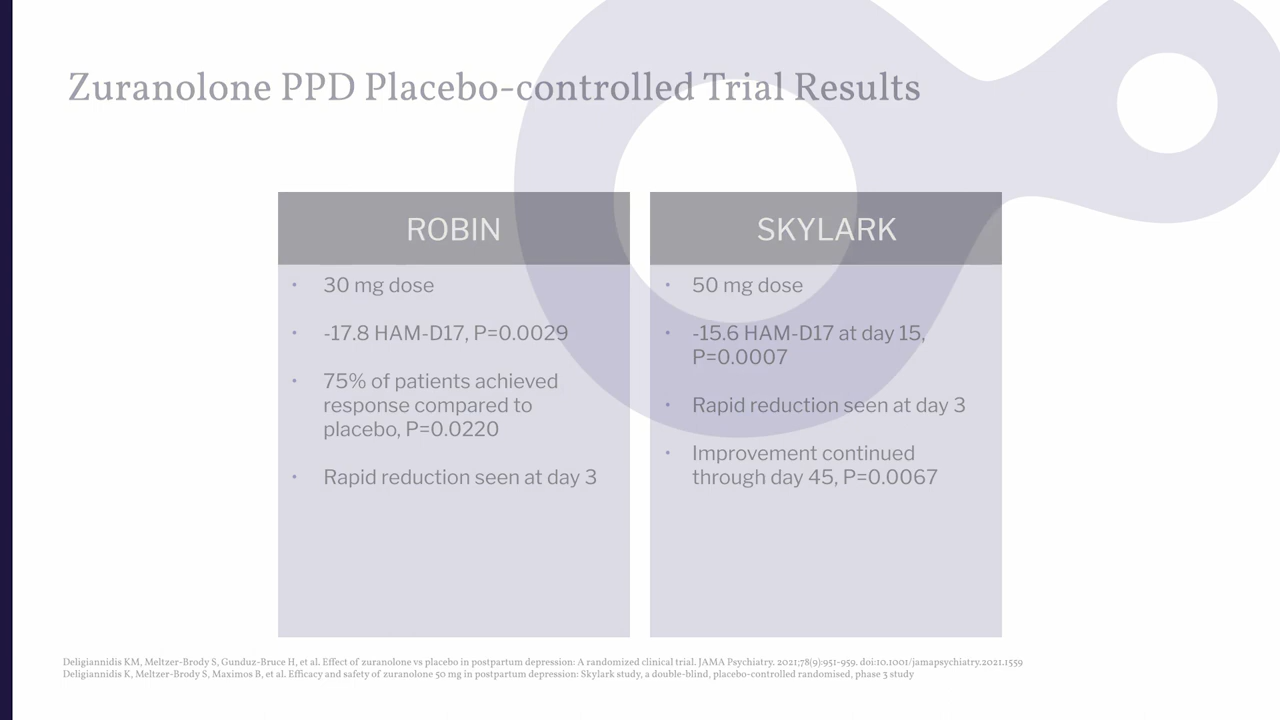 Zuranolone PPD Placebo-controlled Trial Results
ROBIN
• 30 mg dose
• -17.8 HAM-D17, P=0.0029
• 75% of patients achieved
response compared to
placebo, P=0.0220
• Rapid reduction seen at day 3
SKYLARK
• 50 mg dose
• -15.6 HAM-D17 at day 15,
P=0.0007
• Rapid reduction seen at day 3
• Improvement continued
through day 45, P=0.0067
Deligiannidis KM, Meltzer-Brody S, Gunduz-Bruce H, et al. Effect of zuranolone vs placebo in postpartum depression: A randomized clinical trial. JAMA Psychiatry. 2021;78(9):951-959. doi:10.1001/jamapsychiatry.2021.1559
Deligiannidis K, Meltzer-Brody S, Maximos B, et al. Efficacy and safety of zuranolone 50 mg in postpartum depression: Skylark study, a double-blind, placebo-controlled randomised, phase 3 study